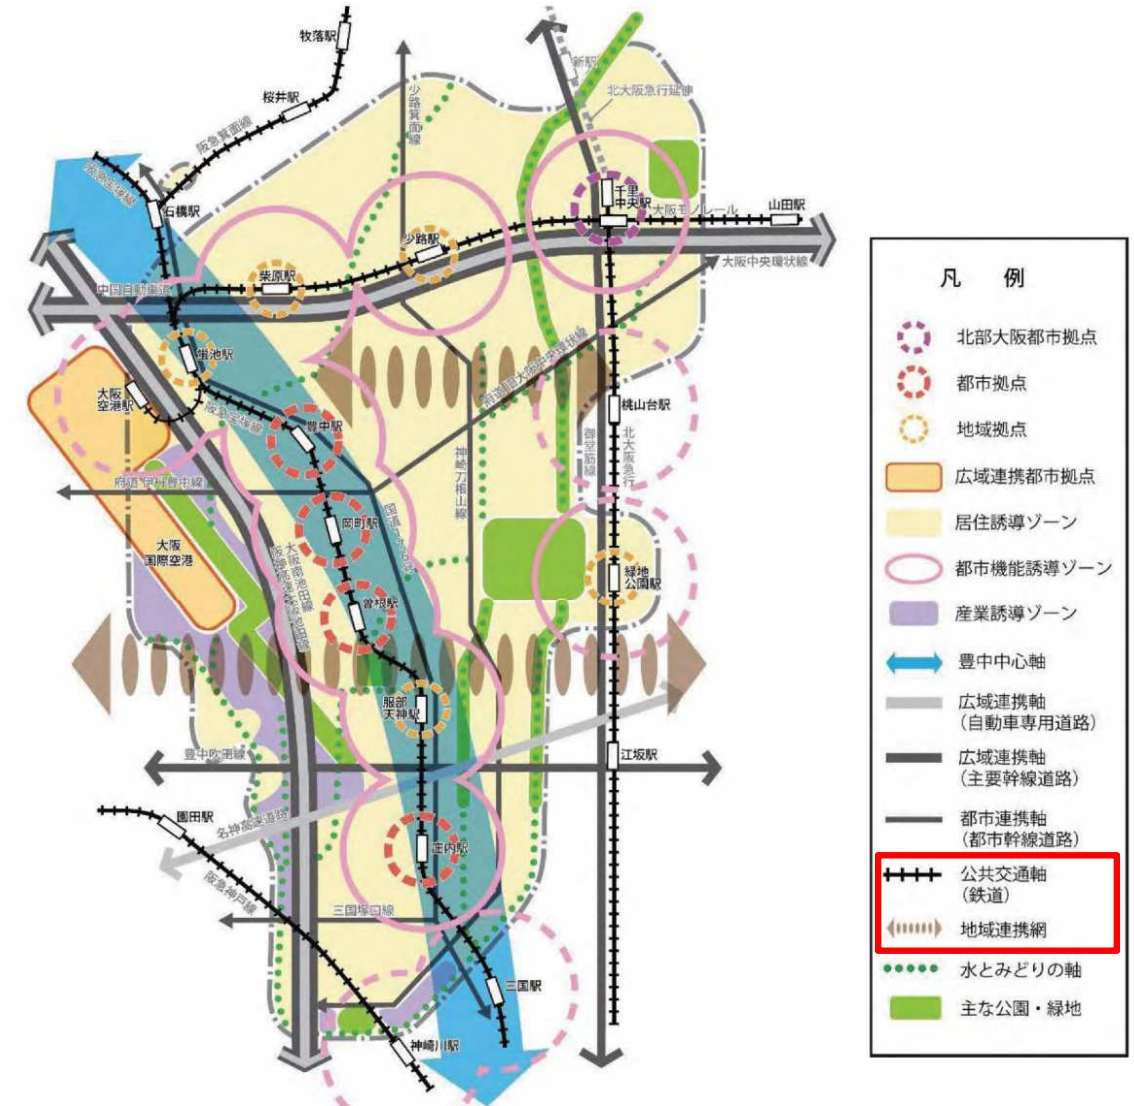 牧落駅
桜井駅
阪急箕面線
少路箕面線
新駅
北大阪急行延伸
阪急宝塚線
石橋駅
千里
中央駅
大阪モノレール
山田駅
少路駅
柴原駅
大阪中央環状線
中国自動車道
蛍池駅
大阪
空港駅
阪急宝塚線
豊中駅
桃山台駅
御堂筋線
北大阪急行
神崎刀根山線
府道伊丹豊中線
岡町駅
大阪
国際空港
緑地
公園駅
曽根駅
大阪南池田線
服部
天神駅
豊中吹田線
江坂駅
園田駅
名神高速道路
庄内駅
阪急神戸線
三国塚口線
三国駅
神崎川駅
凡 例
北部大阪都市拠点
都市拠点
地域拠点
広域連携都市拠点
居住誘導ゾーン
都市機能誘導ゾーン
産業誘導ゾーン
豊中中心軸
広域連携軸
(自動車専用道路)
広域連携軸
(主要幹線道路)
都市連携軸
(都市幹線道路)
公共交通軸
(鉄道)
地域連携網
水とみどりの軸
主な公園・緑地